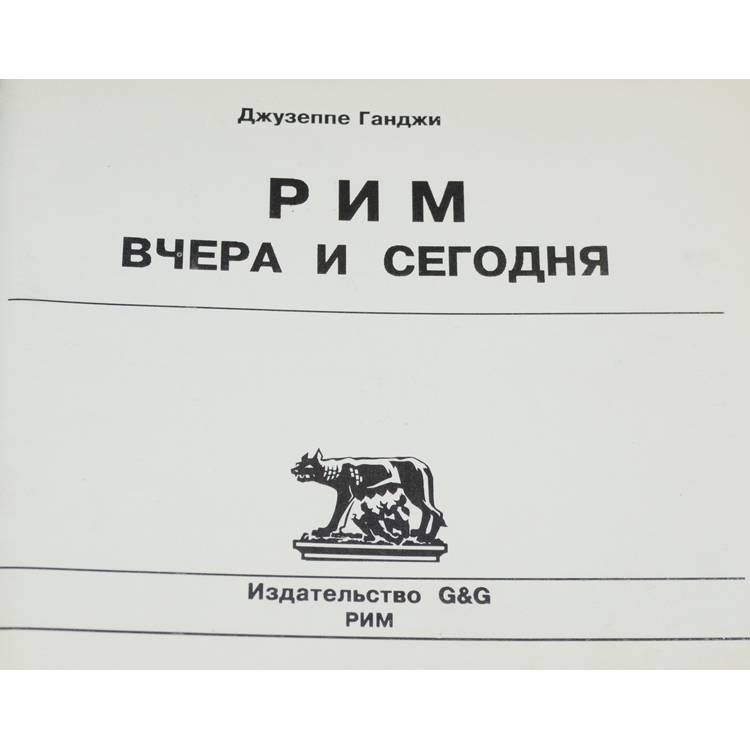 Джузеппе Ганджи
РИМ
ВЧЕРА И СЕГОДНЯ
Издательство G&G
РИМ